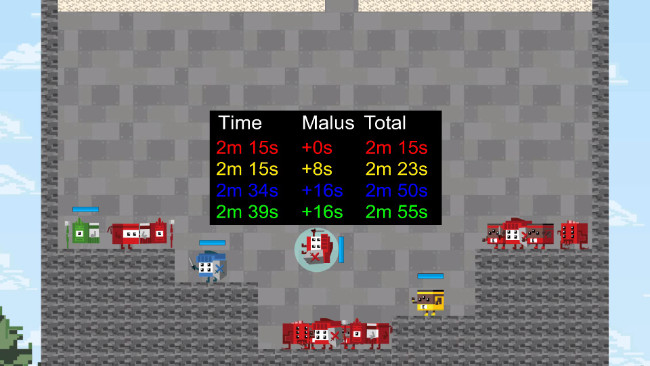 Time Malus Total
2m 15s +0s 2m 15s
2m 15s +8s 2m 23s
2m 34s +16s 2m 50s
2m 39s +16s 2m 55s